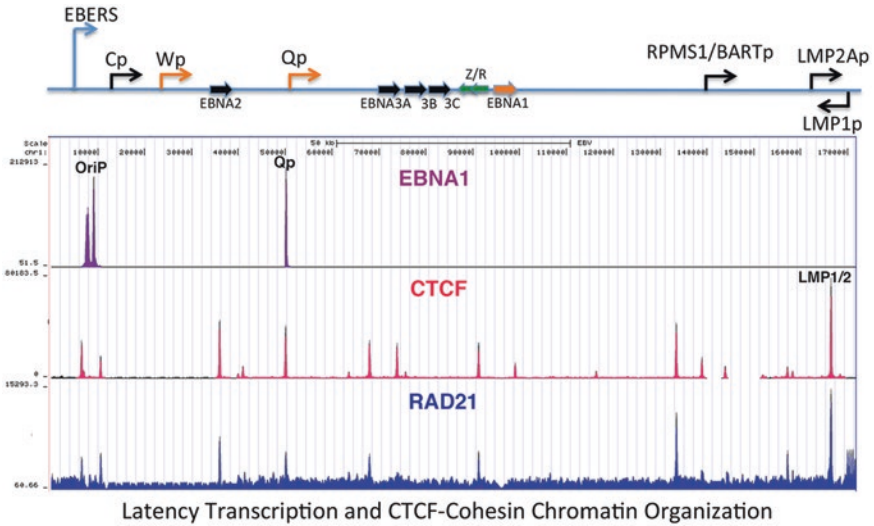 EBERS
Cp Wp Qp RPMS1/BARTp LMP2Ap
EBNA2 EBNA3A 3B 3C Z/R EBNA1
LMP1p
Scale 50 kb EBV
chr1: 10000 20000 30000 40000 50000 60000 70000 80000 90000 100000 110000 120000 130000 140000 150000 160000 170000
212913
OriP Qp
EBNA1
51.5
80183.5
CTCF LMP1/2
0
15293.3
RAD21
60.66
Latency Transcription and CTCF-Cohesin Chromatin Organization